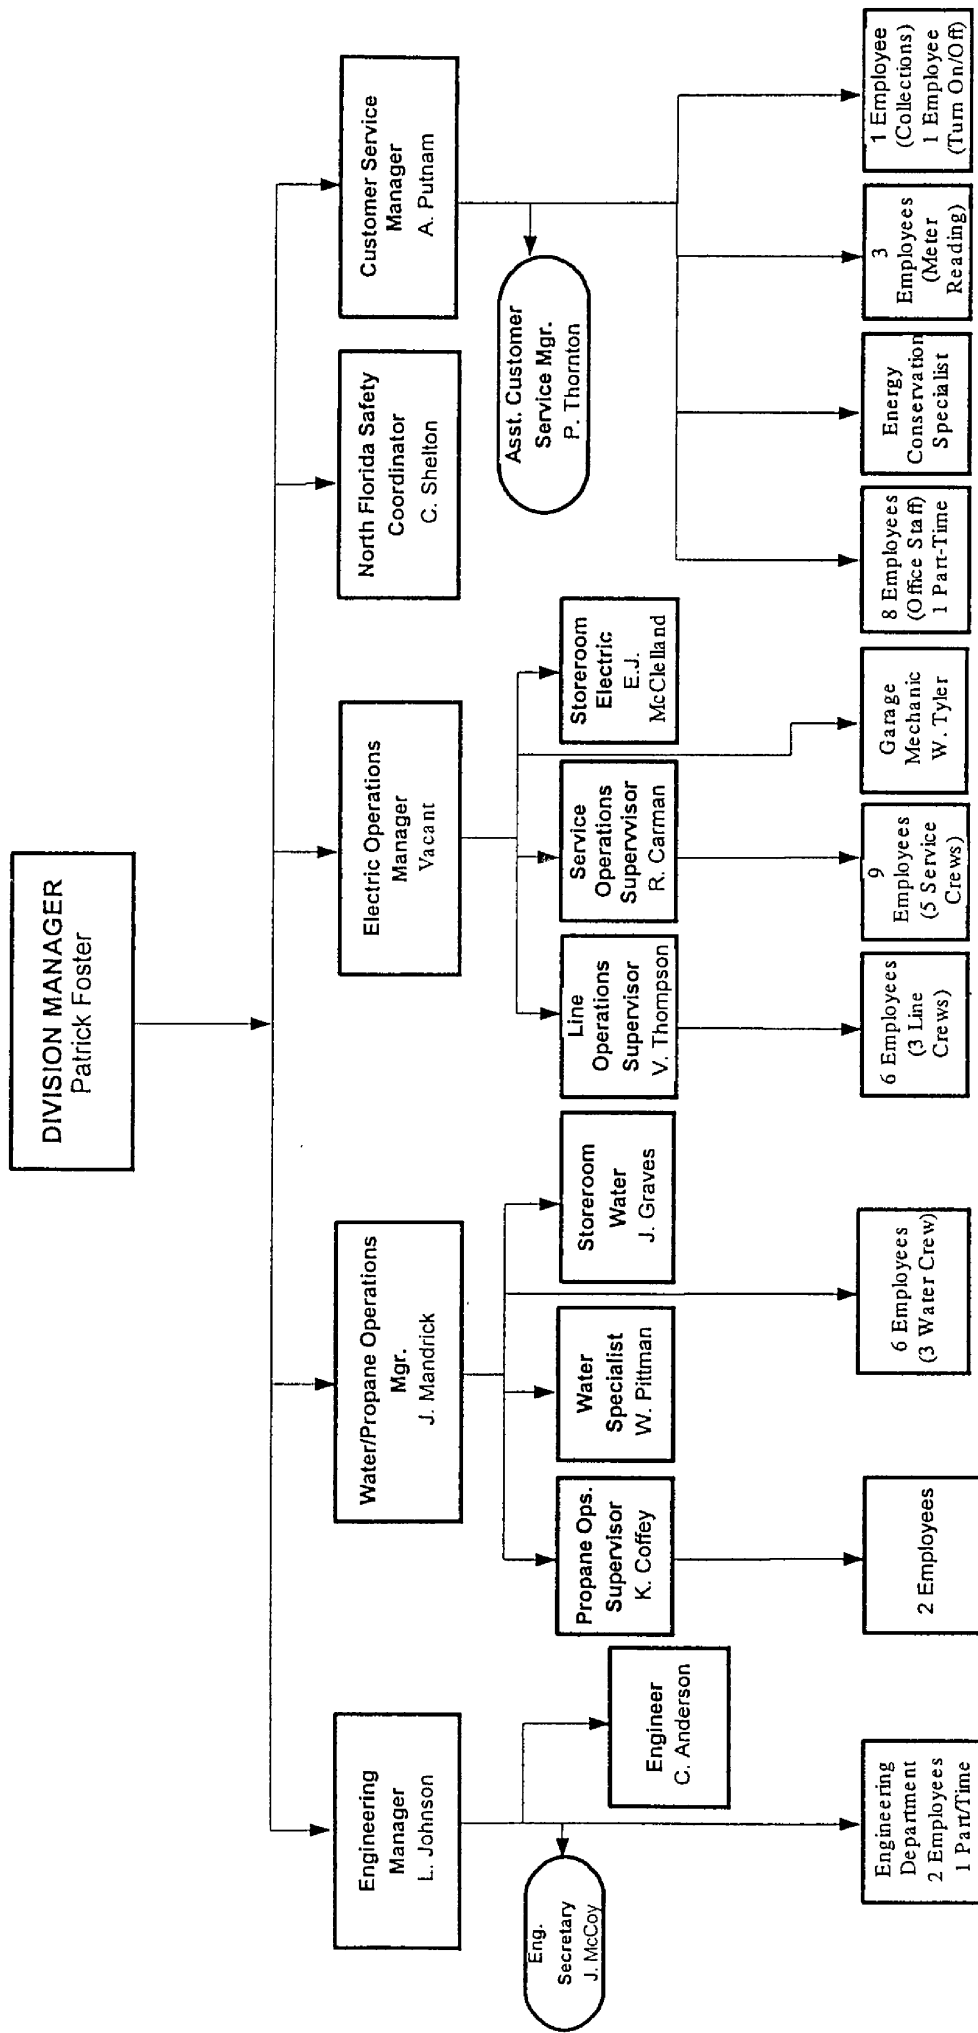 DIVISION MANAGER
Patrick Foster
Engineering
Manager
L. Johnson
Water/Propane Operations
Mgr.
J. Mandrick
Electric Operations
Manager
Vacant
North Florida Safety
Coordinator
C. Shelton
Customer Service
Manager
A. Putnam
Eng.
Secretary
J. McCoy
Engineer
C. Anderson
Propane Ops.
Supervisor
K. Coffey
Water
Specialist
W. Pittman
Storeroom
Water
J. Graves
Line
Operations
Supervisor
V. Thompson
Service
Operations
Supervisor
R. Carman
Storeroom
Electric
E.J.
McClelland
Asst. Customer
Service Mgr.
P. Thornton
Engineering
Department
2 Employees
1 Part/Time
2 Employees
6 Employees
(3 Water Crew)
6 Employees
(3 Line
Crews)
9
Employees
(5 Service
Crews)
Garage
Mechanic
W. Tyler
8 Employees
(Office Staff)
1 Part-Time
Energy
Conservation
Specialist
3
Employees
(Meter
Reading)
1 Employee
(Collections)
1 Employee
(Turn On/Off)